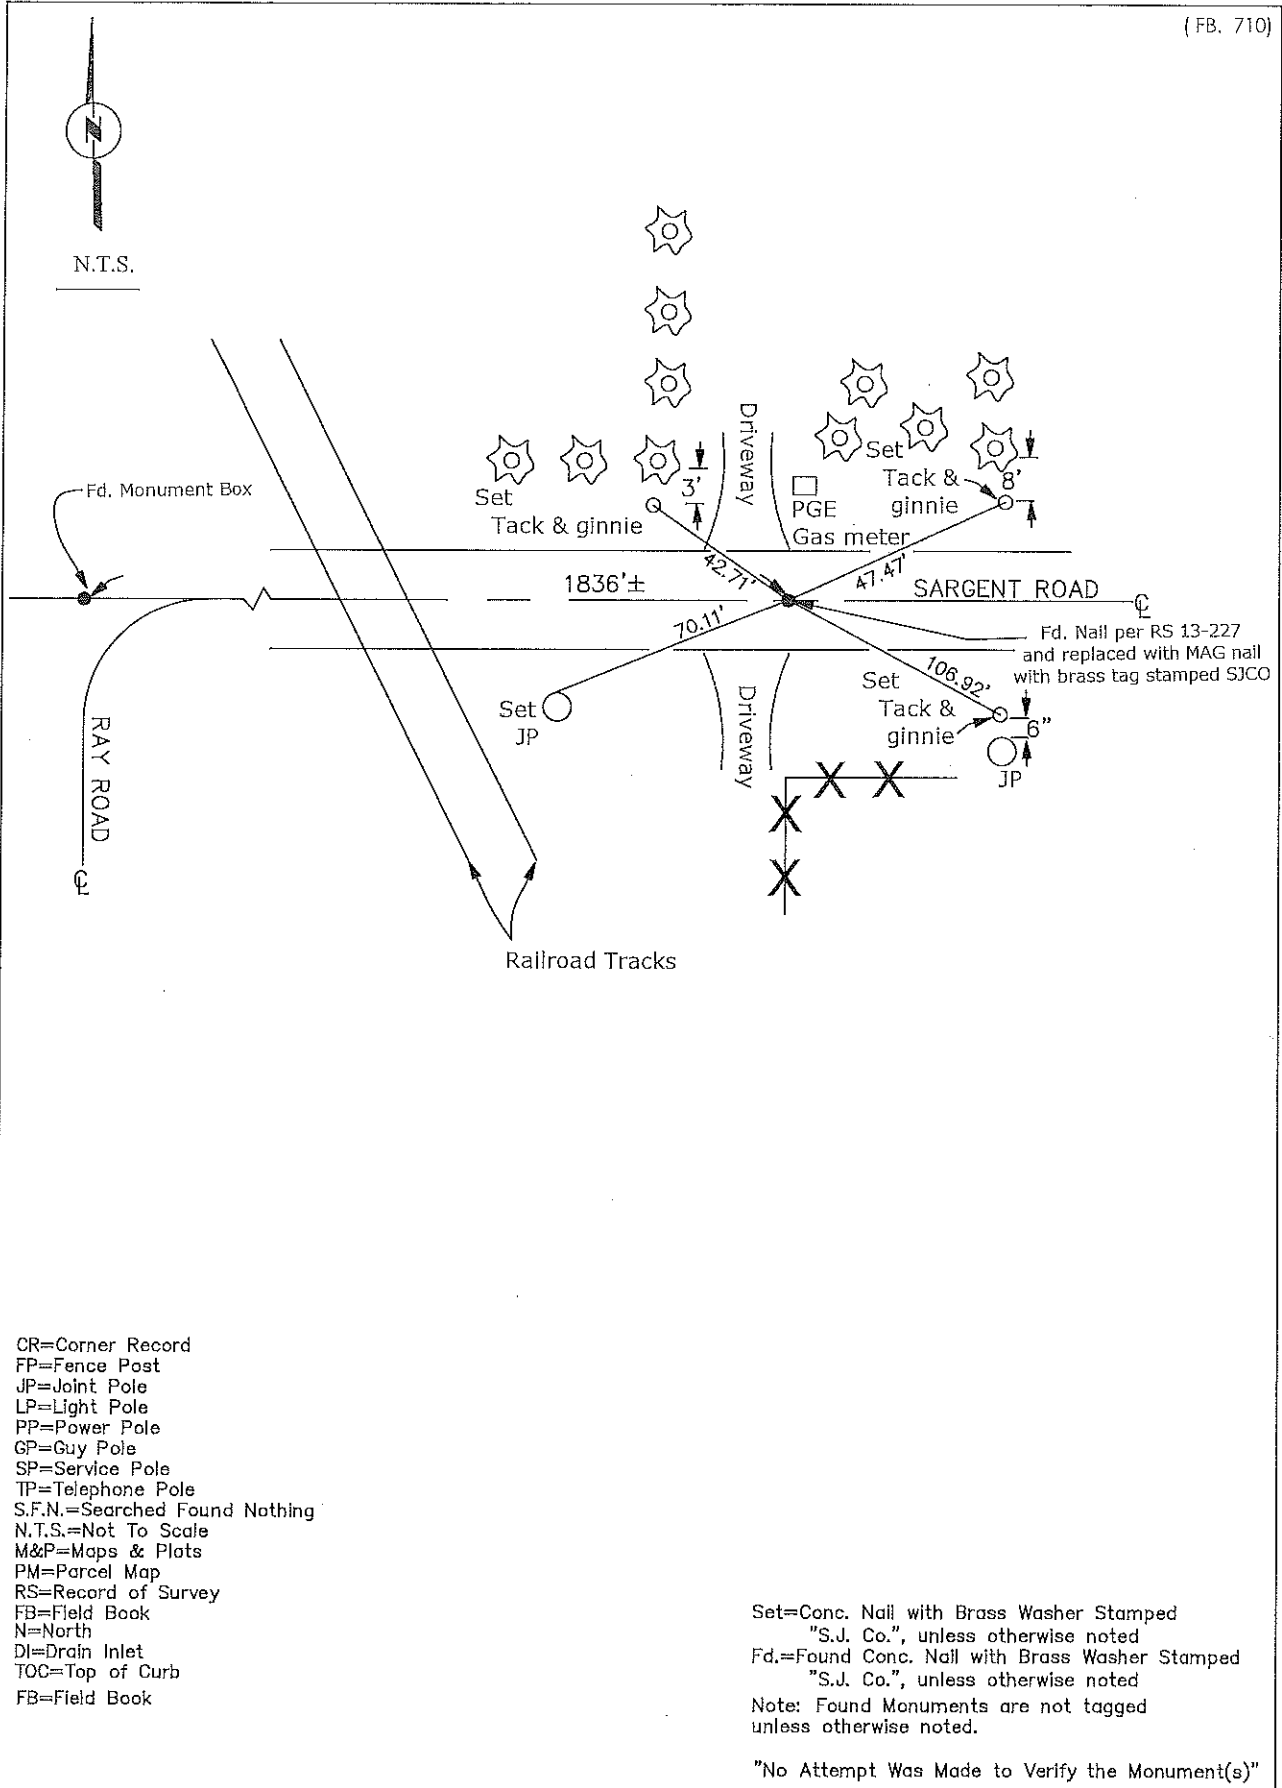 ( FB. 710)
N
N.T.S.
Fd. Monument Box
Driveway
Set
Tack & ginnie
3'
PGE
Gas meter
Set
Tack &
ginnie
8'
42.71'
47.47'
1836'±
SARGENT ROAD
℄
70.11'
106.92'
Fd. Nail per RS 13-227
and replaced with MAG nail
with brass tag stamped SJCO
Set
JP
Driveway
Set
Tack &
ginnie
6"
JP
RAY ROAD
℄
Railroad Tracks
CR=Corner Record
FP=Fence Post
JP=Joint Pole
LP=Light Pole
PP=Power Pole
GP=Guy Pole
SP=Service Pole
TP=Telephone Pole
S.F.N.=Searched Found Nothing
N.T.S.=Not To Scale
M&P=Maps & Plats
PM=Parcel Map
RS=Record of Survey
FB=Field Book
N=North
DI=Drain Inlet
TOC=Top of Curb
FB=Field Book
Set=Conc. Nail with Brass Washer Stamped
"S.J. Co.", unless otherwise noted
Fd.=Found Conc. Nail with Brass Washer Stamped
"S.J. Co.", unless otherwise noted
Note: Found Monuments are not tagged
unless otherwise noted.
"No Attempt Was Made to Verify the Monument(s)"